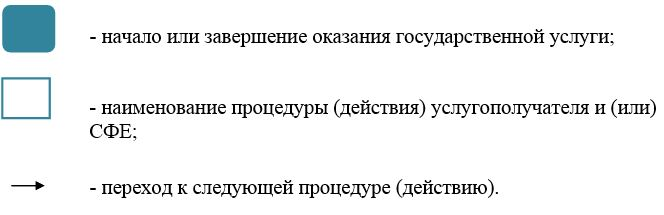 - начало или завершение оказания государственной услуги;
- наименование процедуры (действия) услугополучателя и (или)
СФЕ;
- переход к следующей процедуре (действию).